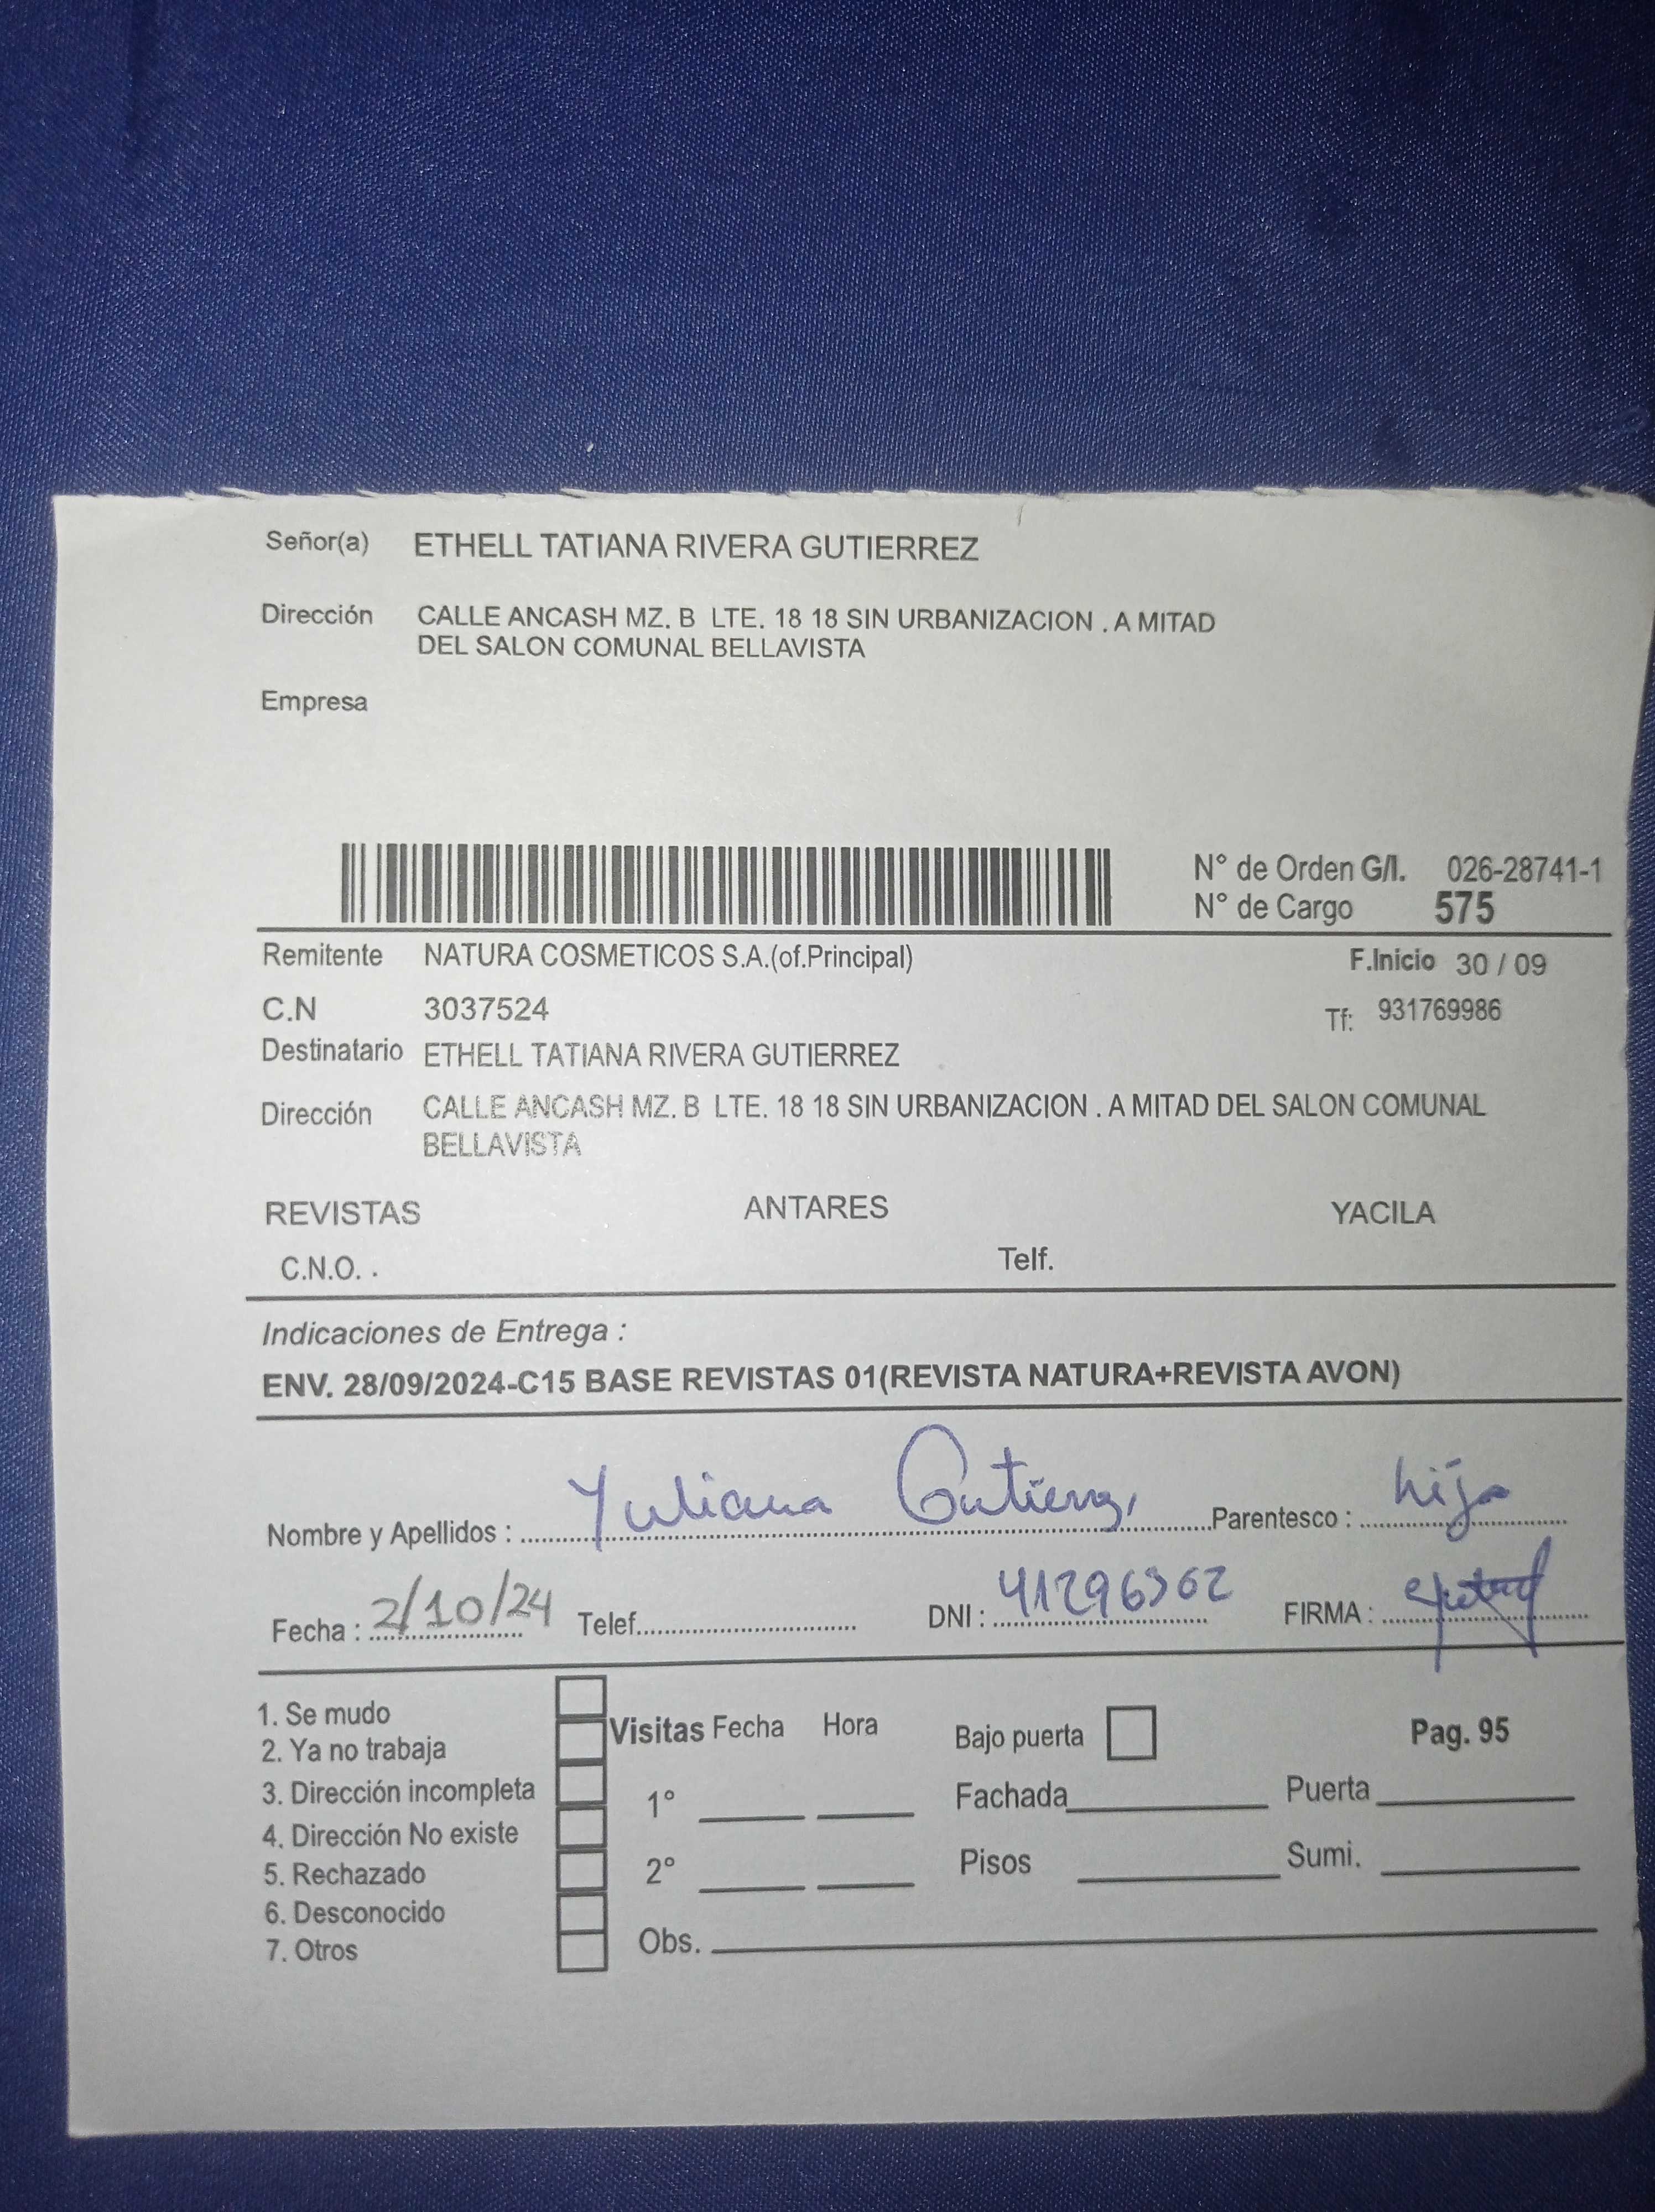 Señor(a) ETHELL TATIANA RIVERA GUTIERREZ
Dirección CALLE ANCASH MZ. B LTE. 18 18 SIN URBANIZACION . A MITAD
DEL SALON COMUNAL BELLAVISTA
Empresa
N° de Orden G/I. 026-28741-1
N° de Cargo 575
Remitente NATURA COSMETICOS S.A.(of.Principal) F.Inicio 30 / 09
C.N 3037524 Tf: 931769986
Destinatario ETHELL TATIANA RIVERA GUTIERREZ
Dirección CALLE ANCASH MZ. B LTE. 18 18 SIN URBANIZACION . A MITAD DEL SALON COMUNAL
BELLAVISTA
REVISTAS ANTARES YACILA
C.N.O. . Telf.
Indicaciones de Entrega :
ENV. 28/09/2024-C15 BASE REVISTAS 01(REVISTA NATURA+REVISTA AVON)
Nombre y Apellidos : Yuliana Gutierrez Parentesco : hija
Fecha : 2/10/24 Telef. DNI : 41296302 FIRMA :
1. Se mudo
2. Ya no trabaja
3. Dirección incompleta
4. Dirección No existe
5. Rechazado
6. Desconocido
7. Otros
Visitas Fecha Hora
1°
2°
Obs.
Bajo puerta Pag. 95
Fachada Puerta
Pisos Sumi.